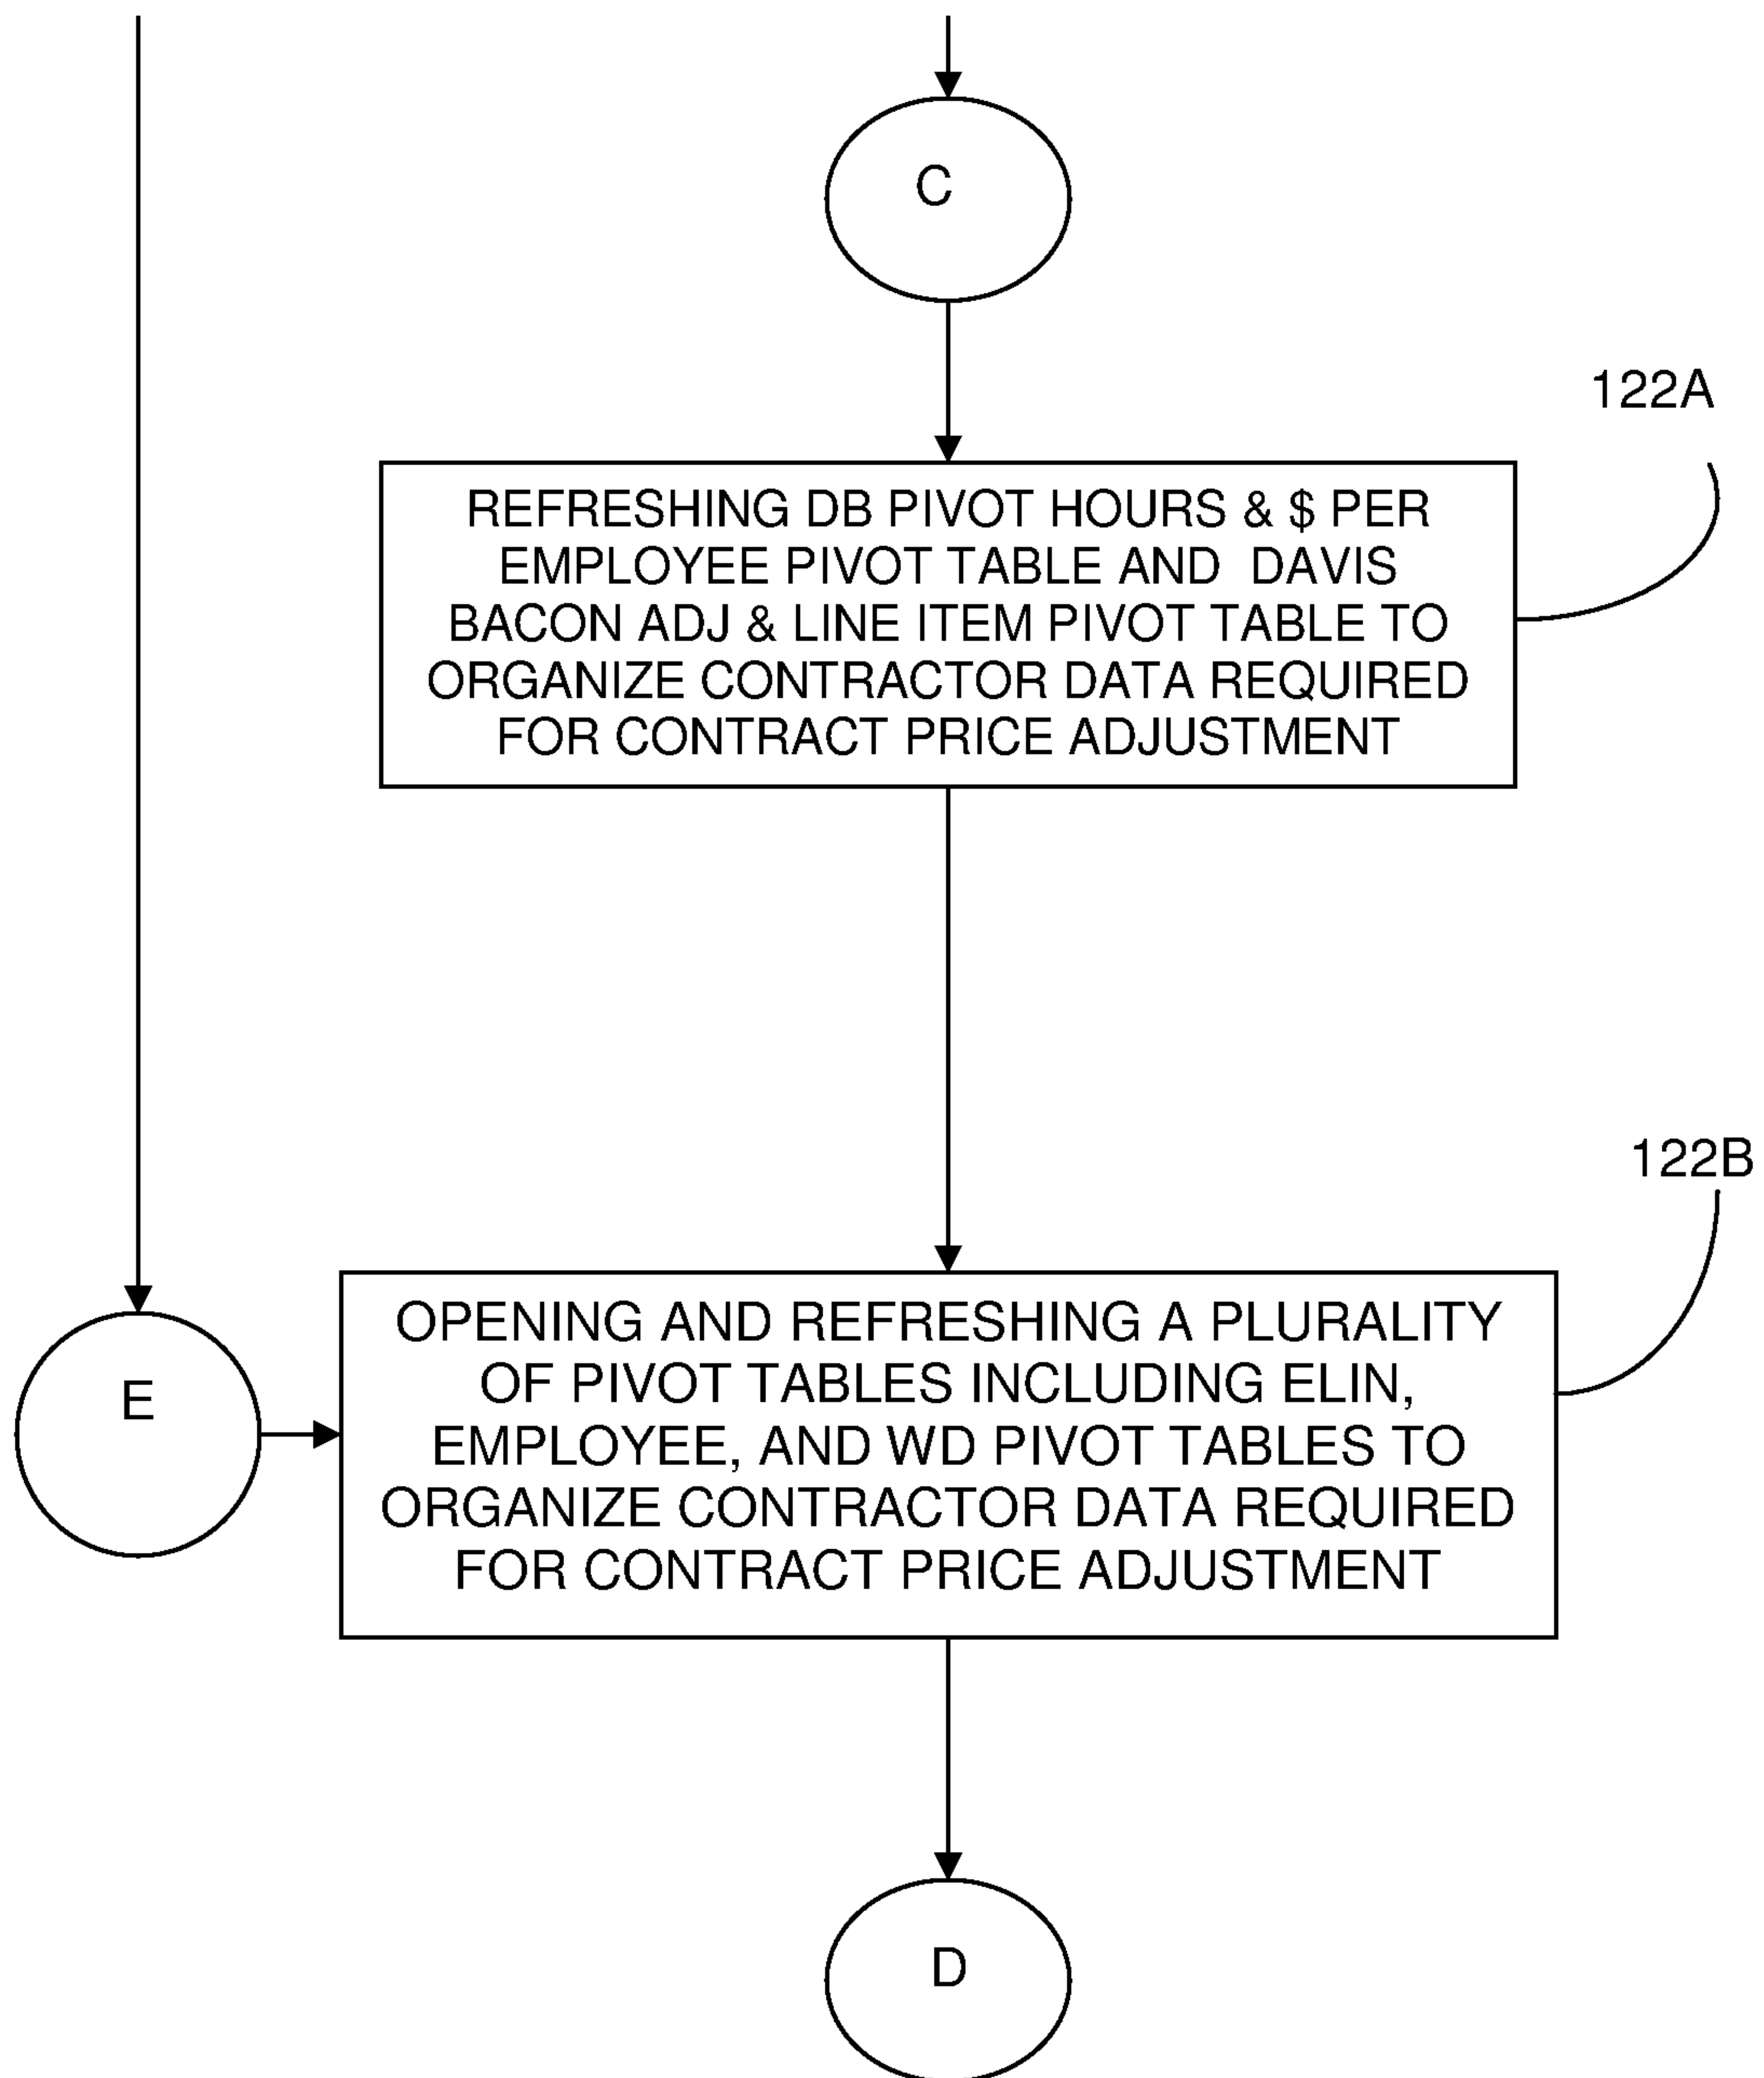 C
122A
REFRESHING DB PIVOT HOURS & $ PER
EMPLOYEE PIVOT TABLE AND DAVIS
BACON ADJ & LINE ITEM PIVOT TABLE TO
ORGANIZE CONTRACTOR DATA REQUIRED
FOR CONTRACT PRICE ADJUSTMENT
122B
E
OPENING AND REFRESHING A PLURALITY
OF PIVOT TABLES INCLUDING ELIN,
EMPLOYEE, AND WD PIVOT TABLES TO
ORGANIZE CONTRACTOR DATA REQUIRED
FOR CONTRACT PRICE ADJUSTMENT
D